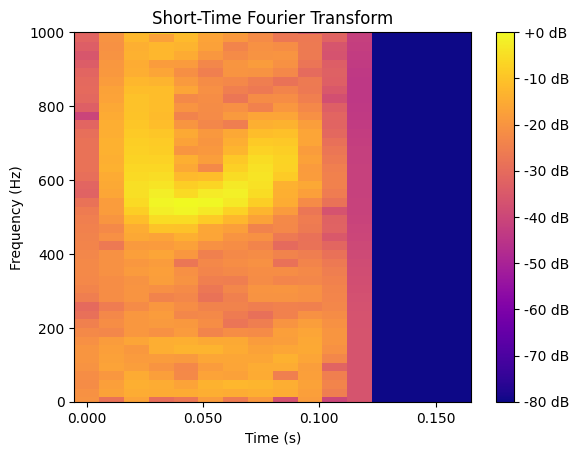 Short-Time Fourier Transform
1000
800
600
400
200
0
Frequency (Hz)
0.000
0.050
0.100
0.150
Time (s)
+0 dB
-10 dB
-20 dB
-30 dB
-40 dB
-50 dB
-60 dB
-70 dB
-80 dB